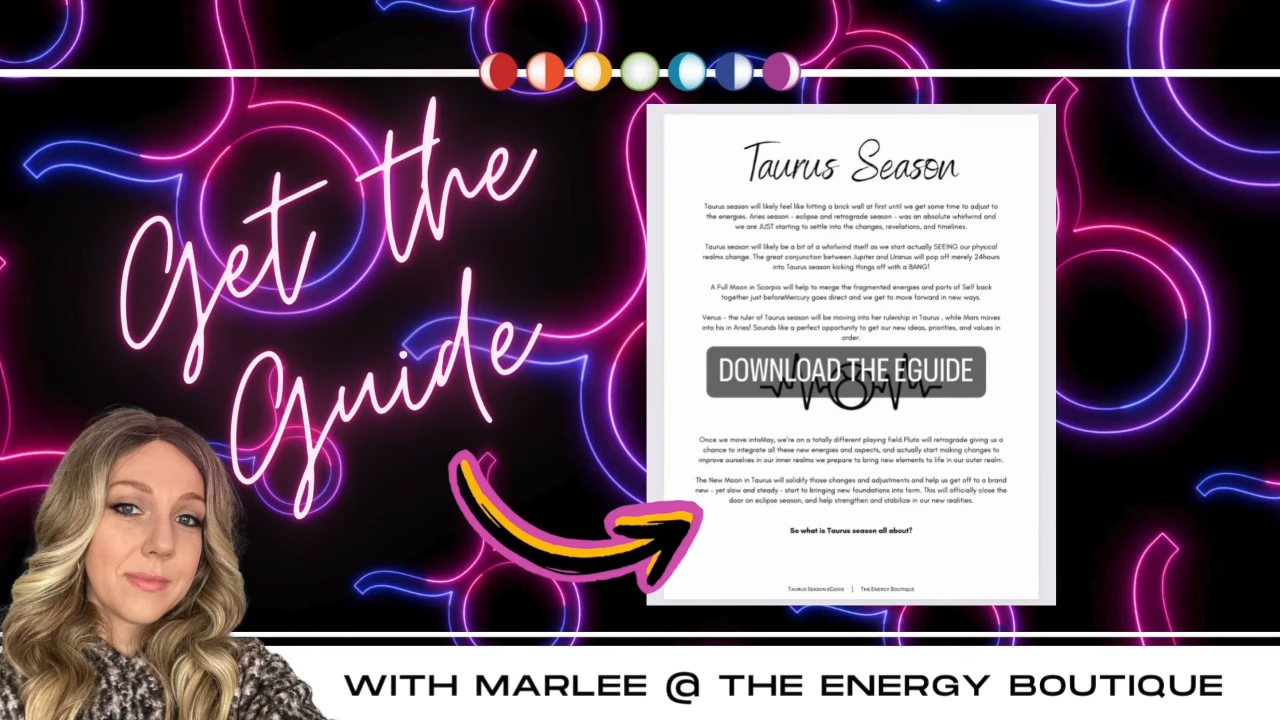 Get the
Guide
Taurus Season
Taurus season will likely feel like hitting a brick wall at first until we get some time to adjust to
the energies. Aries season - eclipse and retrograde season - was an absolute whirlwind and
we are JUST starting to settle into the changes, revelations, and timelines.
Taurus season will likely be a bit of a whirlwind itself as we start actually SEEING our physical
realms change. The great conjunction between Jupiter and Uranus will pop off merely 24hours
into Taurus season kicking things off with a BANG!
A Full Moon in Scorpio will help to merge the fragmented energies and parts of Self back
together just beforeMercury goes direct and we get to move forward in new ways.
Venus - the ruler of Taurus season will be moving into her rulership in Taurus , while Mars moves
into his in Aries! Sounds like a perfect opportunity to get our new ideas, priorities, and values in
order.
DOWNLOAD THE EGUIDE
Once we move intoMay, we're on a totally different playing field.Pluto will retrograde giving us a
chance to integrate all these new energies and aspects, and actually start making changes to
improve ourselves in our inner realms we prepare to bring new elements to life in our outer realm.
The New Moon in Taurus will solidify those changes and adjustments and help us get off to a brand
new - yet slow and steady - start to bringing new foundations into form. This will officially close the
door on eclipse season, and help strengthen and stabilize in our new realities.
So what is Taurus season all about?
Taurus Season eGuide | The Energy Boutique
WITH MARLEE @ THE ENERGY BOUTIQUE